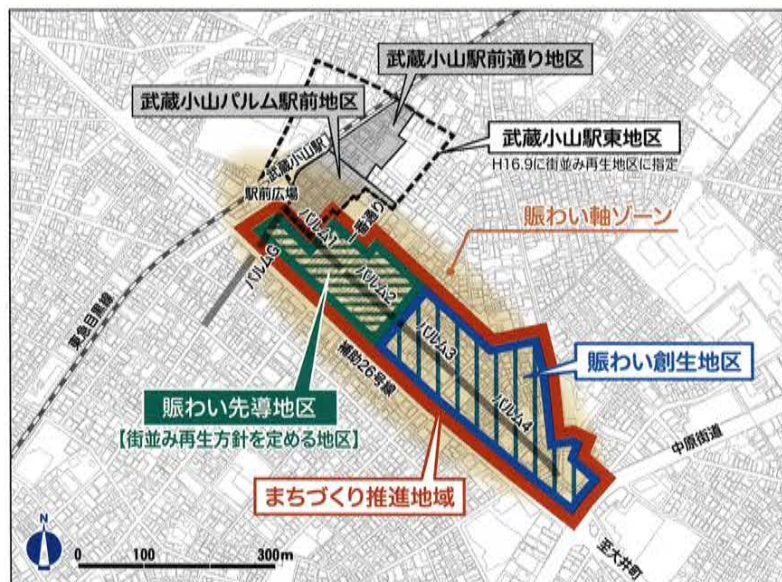 武蔵小山駅前通り地区
武蔵小山パルム駅前地区
武蔵小山駅東地区
H16.9に街並み再生地区に指定
武蔵小山駅
駅前広場
賑わい軸ゾーン
パルム1
一番通り
パルムG
パルム2
東急目黒線
パルム3
補助26号線
賑わい創生地区
賑わい先導地区
【街並み再生方針を定める地区】
パルム4
中原街道
まちづくり推進地域
至大井町
N
0 100 300m